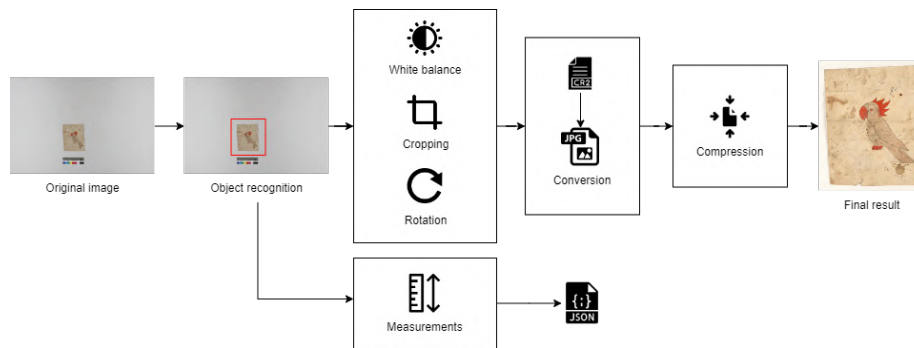 White balance
Cropping
Rotation
CR2
JPG
Conversion
Compression
Original image
Object recognition
Final result
Measurements
{;}
JSON